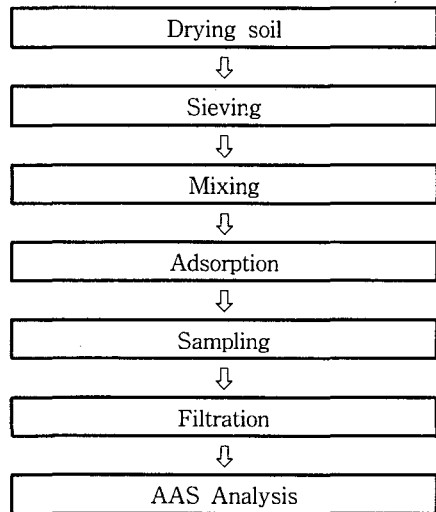 Drying soil
Sieving
Mixing
Adsorption
Sampling
Filtration
AAS Analysis